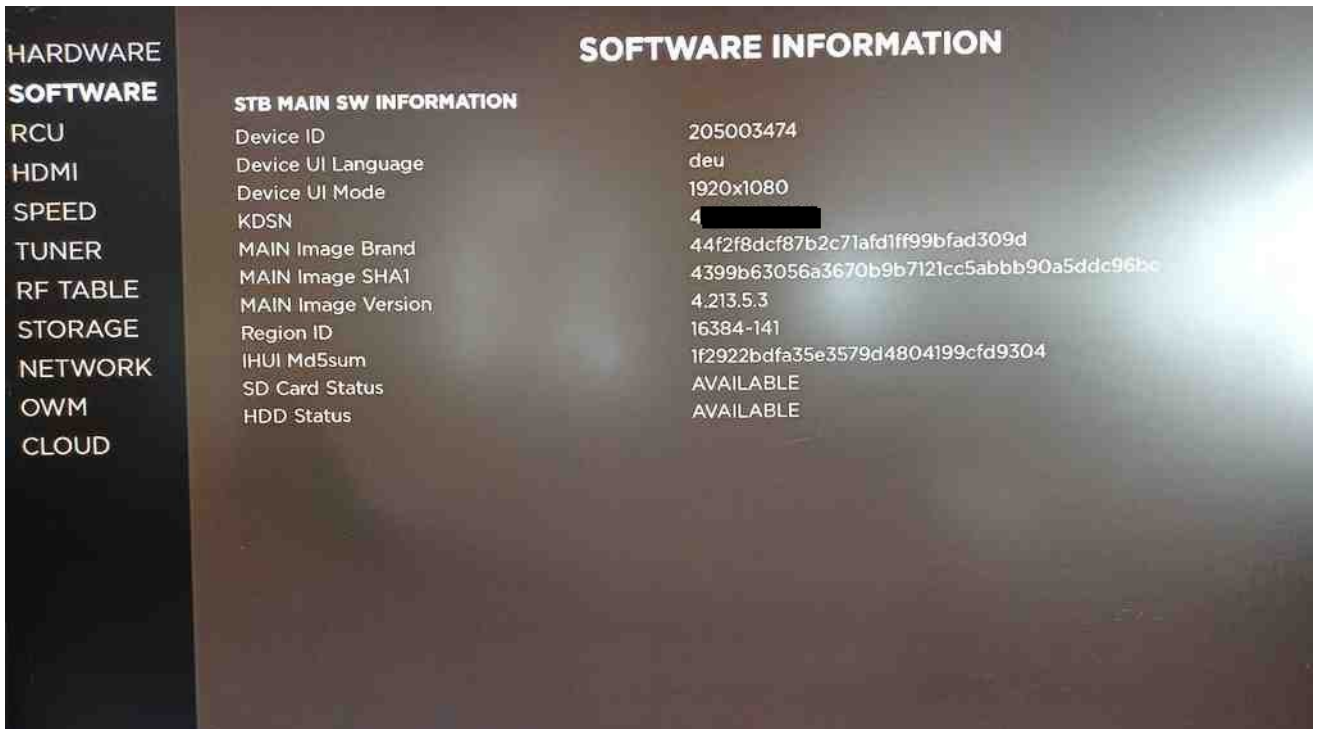 HARDWARE
SOFTWARE
RCU
HDMI
SPEED
TUNER
RF TABLE
STORAGE
NETWORK
OWM
CLOUD
SOFTWARE INFORMATION
STB MAIN SW INFORMATION
Device ID 205003474
Device UI Language deu
Device UI Mode 1920x1080
KDSN 4
MAIN Image Brand 44f2f8dcf87b2c71afd1ff99bfad309d
MAIN Image SHA1 4399b63056a3670b9b7121cc5abbb90a5ddc96bc
MAIN Image Version 4.213.5.3
Region ID 16384-141
IHUI Md5sum 1f2922bdfa35e3579d4804199cfd9304
SD Card Status AVAILABLE
HDD Status AVAILABLE